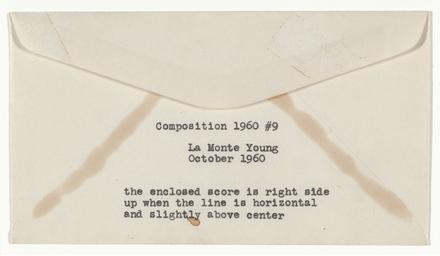 Composition 1960 #9
La Monte Young
October 1960
the enclosed score is right side
up when the line is horizontal
and slightly above center